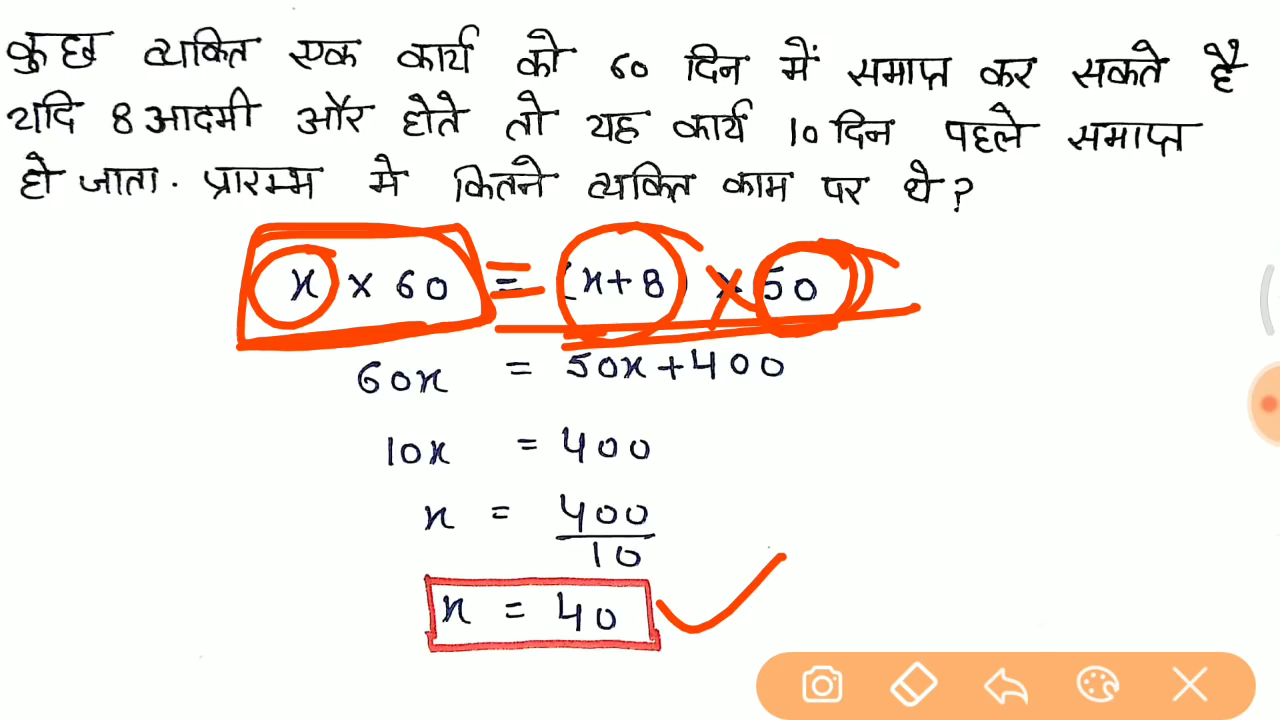 कुछ व्यक्ति एक कार्य को 60 दिन में समाप्त कर सकते है
यदि 8 आदमी और होते तो यह कार्य 10 दिन पहले समाप्त
हो जाता. प्रारम्भ मे कितने व्यक्ति काम पर थे?
x × 60 = (x+8) × 50
60x = 50x+400
10x = 400
x = 400/10
x = 40